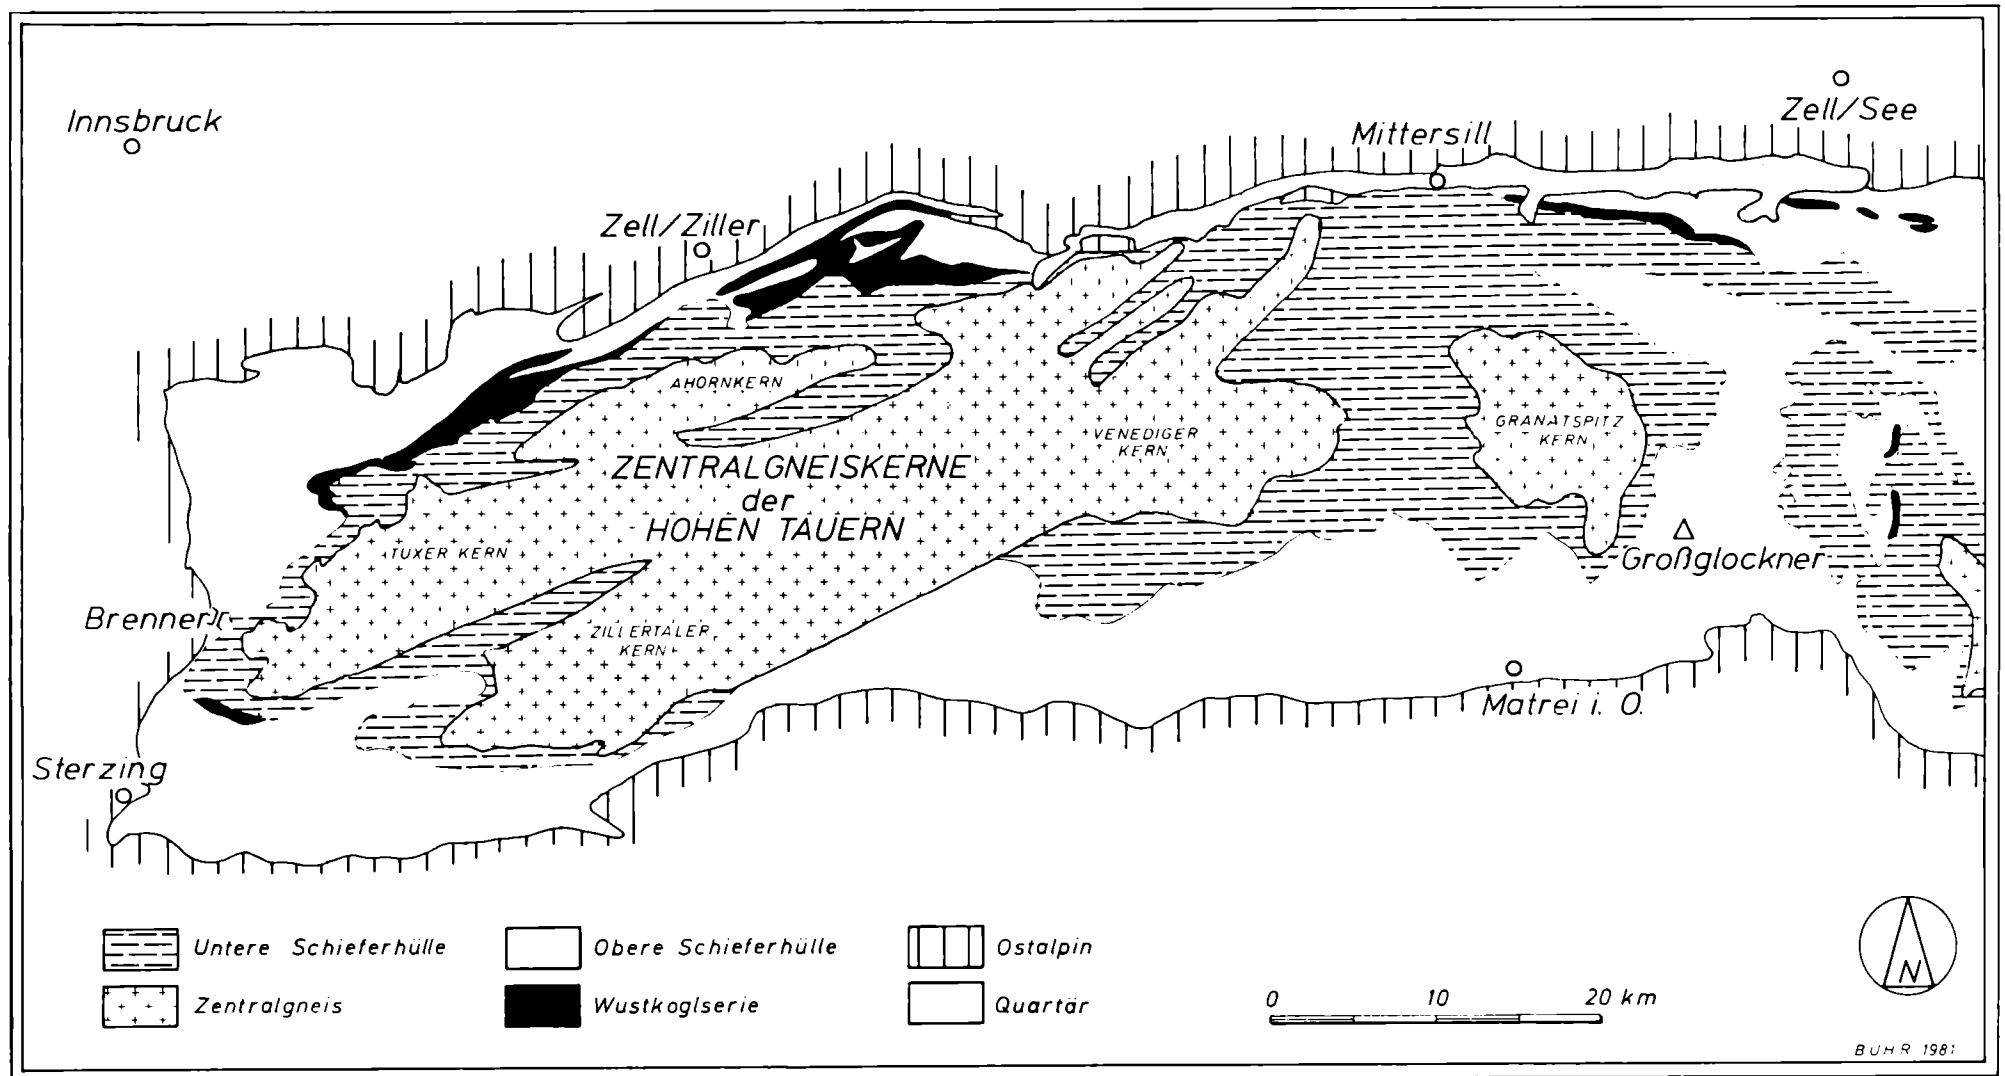 Innsbruck
Zell/See
Mittersill
Zell/Ziller
AHORNKERN
GRANATSPITZ
KERN
VENEDIGER
KERN
ZENTRALGNEISKERNE
der
HOHEN TAUERN
TUXER KERN
Großglockner
Brenner
ZILLERTALER
KERN
Matrei i. O.
Sterzing
Untere Schieferhülle
Obere Schieferhülle
Ostalpin
Zentralgneis
Wustkoglserie
Quartär
0 10 20 km
N
BUHR 1981